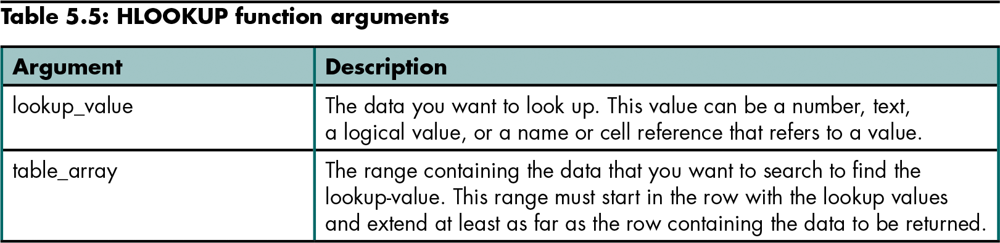 Table 5.5: HLOOKUP function arguments
Argument
Description
lookup_value
The data you want to look up. This value can be a number, text,
a logical value, or a name or cell reference that refers to a value.
table_array
The range containing the data that you want to search to find the
lookup-value. This range must start in the row with the lookup values
and extend at least as far as the row containing the data to be returned.